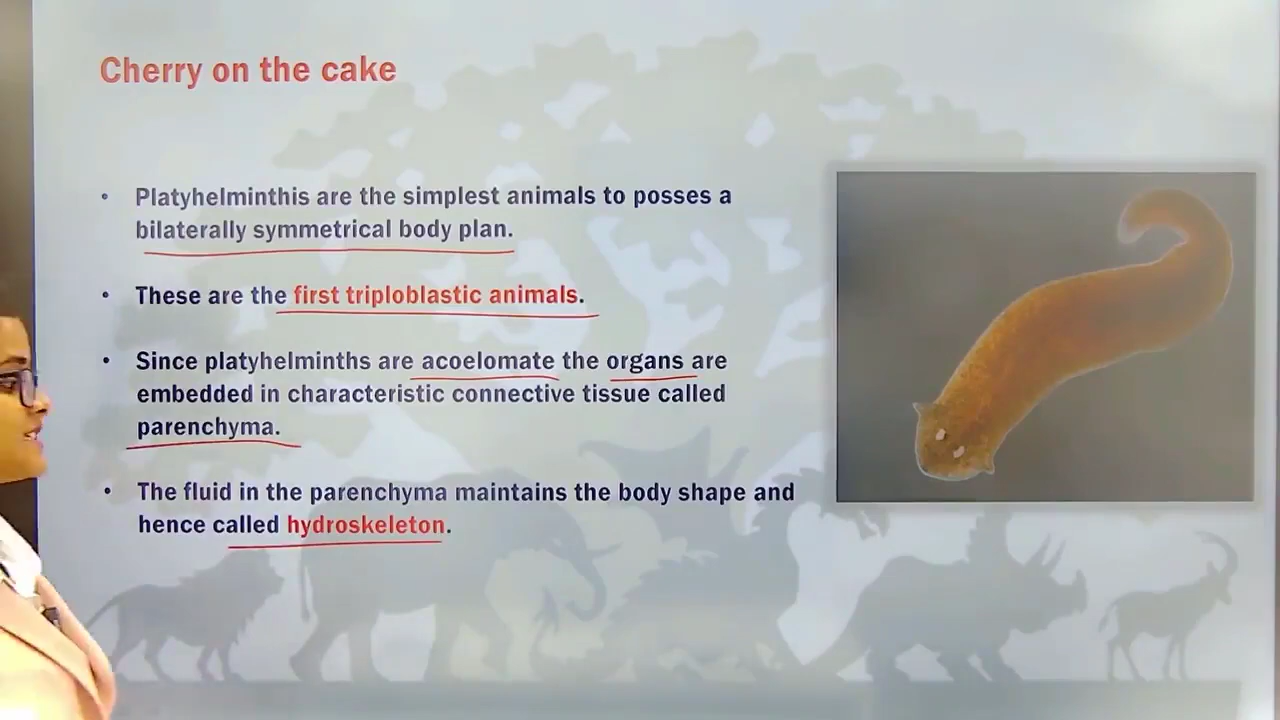 Cherry on the cake
• Platyhelminthis are the simplest animals to posses a
bilaterally symmetrical body plan.
• These are the first triploblastic animals.
• Since platyhelminths are acoelomate the organs are
embedded in characteristic connective tissue called
parenchyma.
• The fluid in the parenchyma maintains the body shape and
hence called hydroskeleton.